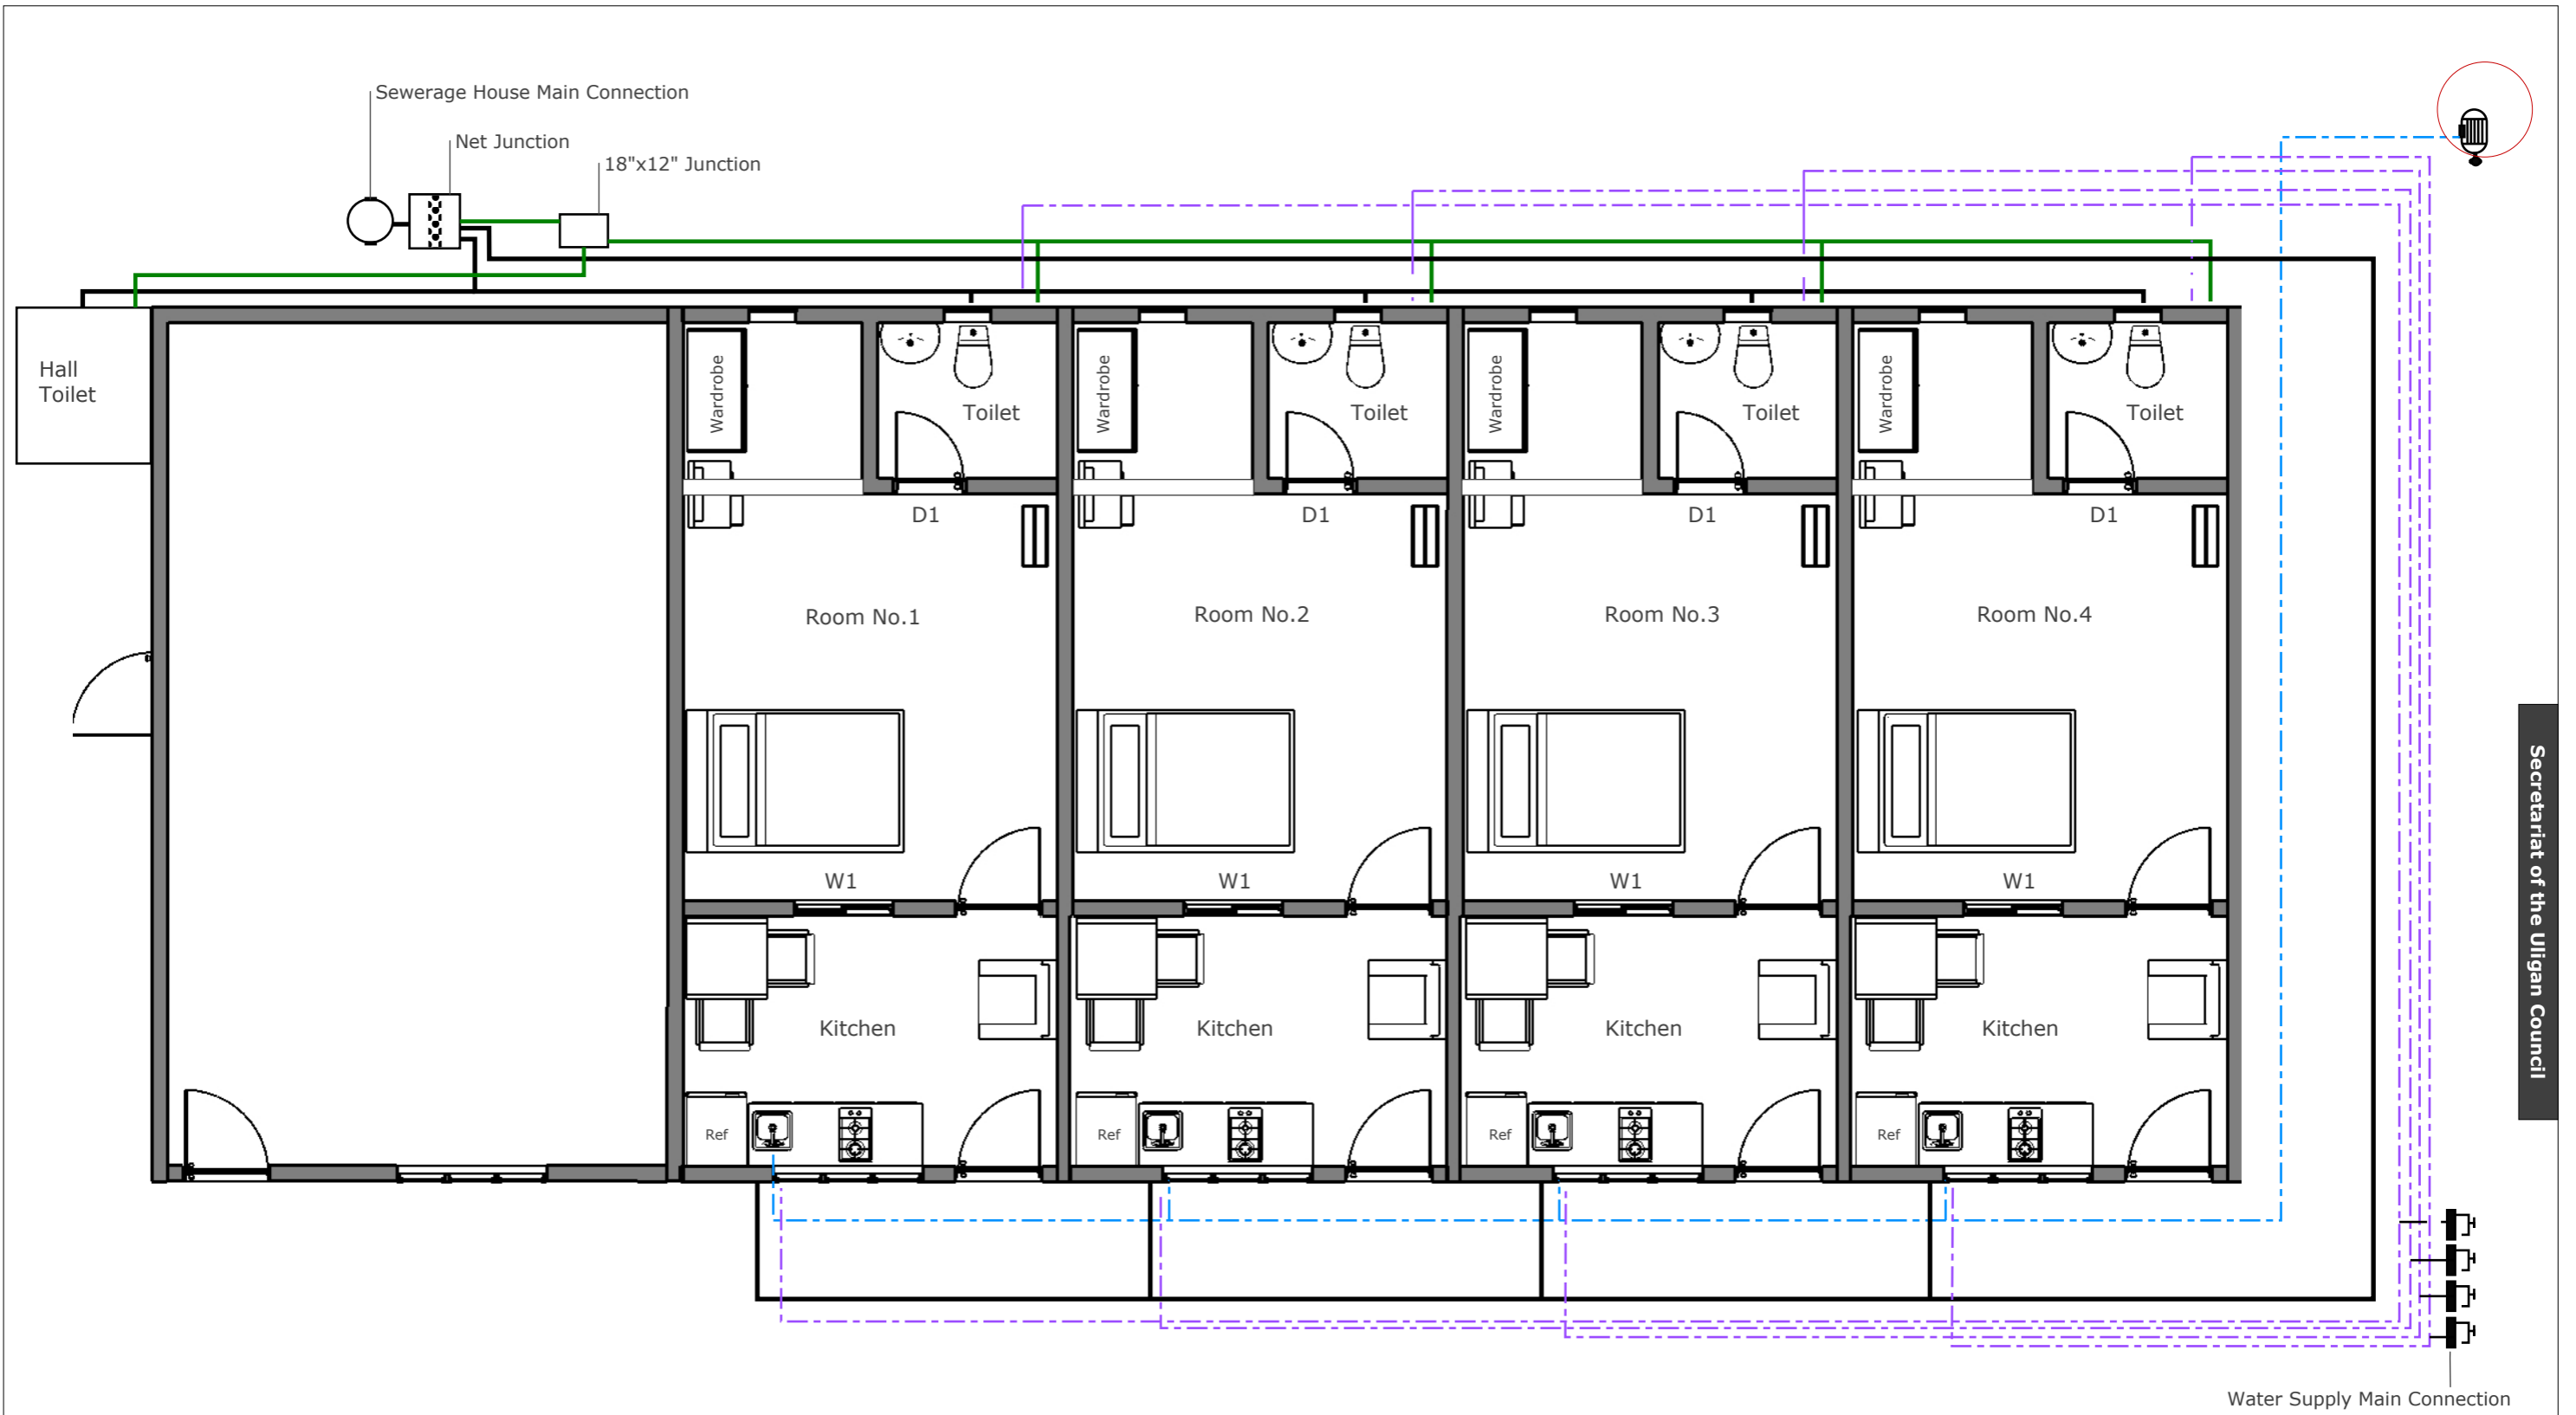 Sewerage House Main Connection
Net Junction
18"x12" Junction
Hall
Toilet
Wardrobe
Toilet
Wardrobe
Toilet
Wardrobe
Toilet
Wardrobe
Toilet
D1
D1
D1
D1
Room No.1
Room No.2
Room No.3
Room No.4
W1
W1
W1
W1
Kitchen
Kitchen
Kitchen
Kitchen
Ref
Ref
Ref
Ref
Secretariat of the Uligan Council
Water Supply Main Connection